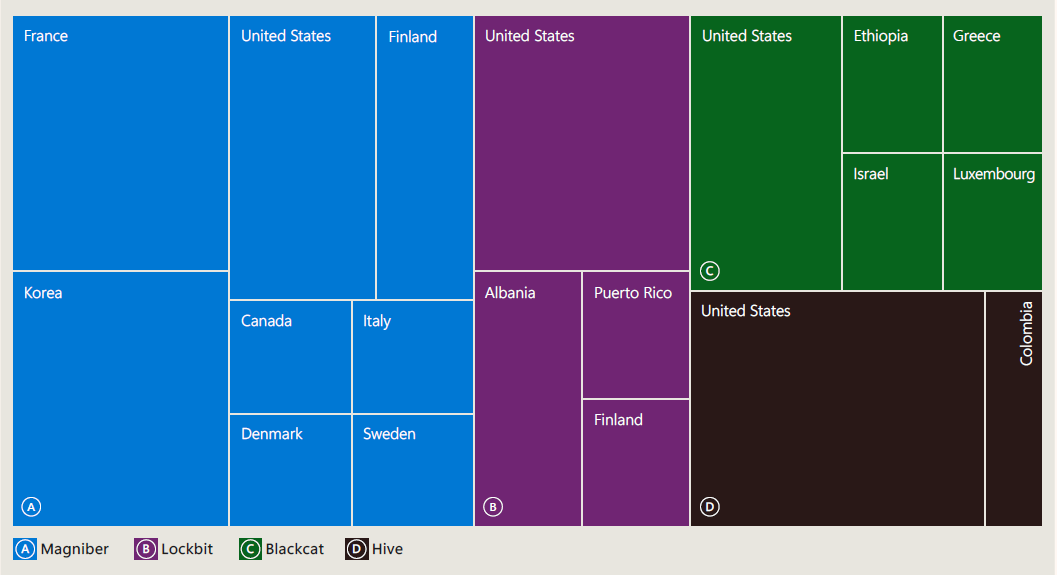 France
United States
Finland
United States
United States
Ethiopia
Greece
Israel
Luxembourg
C
Korea
Albania
Puerto Rico
United States
Colombia
Canada
Italy
Finland
Denmark
Sweden
A
B
D
A Magniber
B Lockbit
C Blackcat
D Hive